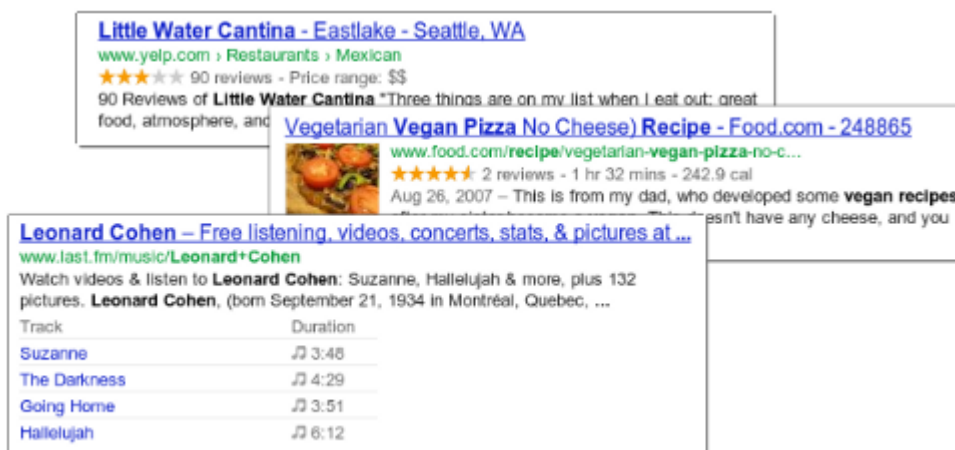 Little Water Cantina - Eastlake - Seattle, WA
www.yelp.com › Restaurants › Mexican
90 reviews - Price range: $$
90 Reviews of Little Water Cantina "Three things are on my list when I eat out: great
food, atmosphere, and
Vegetarian Vegan Pizza No Cheese) Recipe - Food.com - 248865
www.food.com/recipe/vegetarian-vegan-pizza-no-c...
2 reviews - 1 hr 32 mins - 242.9 cal
Aug 26, 2007 – This is from my dad, who developed some vegan recipes
doesn't have any cheese, and you
Leonard Cohen – Free listening, videos, concerts, stats, & pictures at ...
www.last.fm/music/Leonard+Cohen
Watch videos & listen to Leonard Cohen: Suzanne, Hallelujah & more, plus 132
pictures. Leonard Cohen, (born September 21, 1934 in Montréal, Quebec, ...
Track Duration
Suzanne 3:48
The Darkness 4:29
Going Home 3:51
Hallelujah 6:12